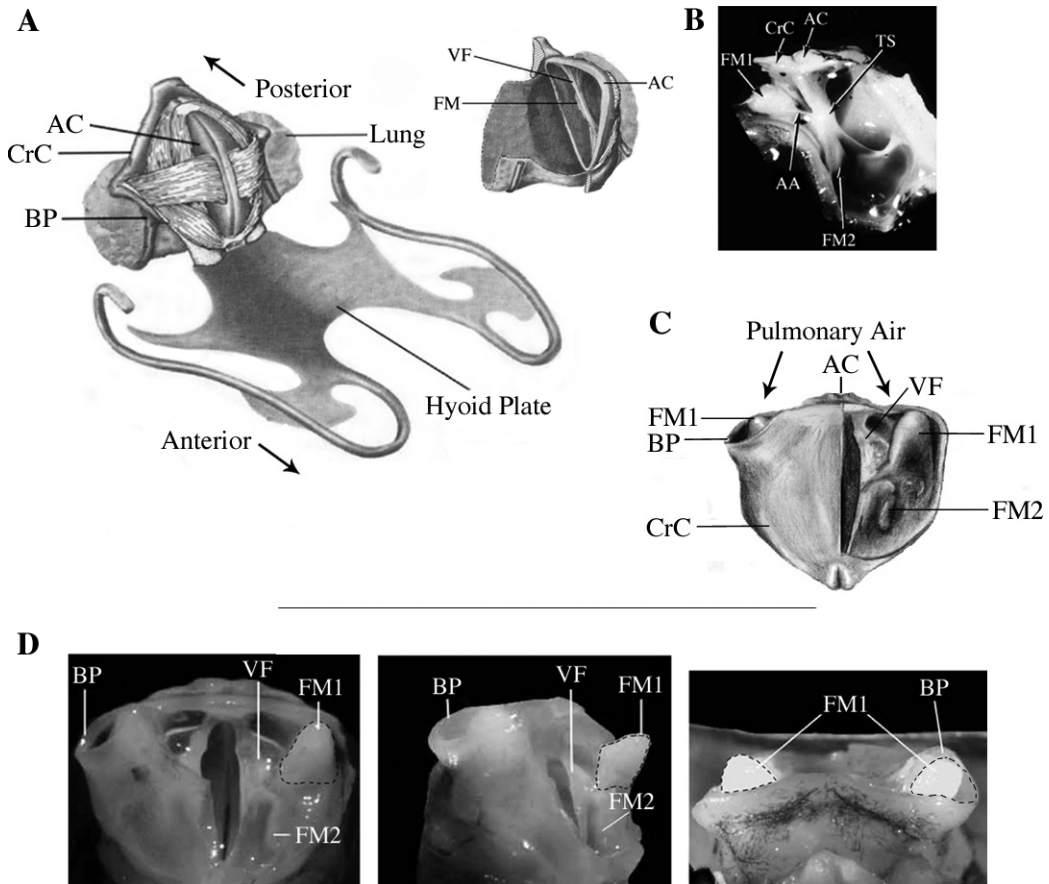 A
Posterior
AC
CrC
Lung
BP
Hyoid Plate
Anterior
VF
FM
AC
B
CrC
AC
TS
FM1
AA
FM2
C
Pulmonary Air
AC
VF
FM1
BP
FM1
FM2
CrC
D
BP
VF
FM1
FM2
BP
VF
FM1
FM2
FM1
BP